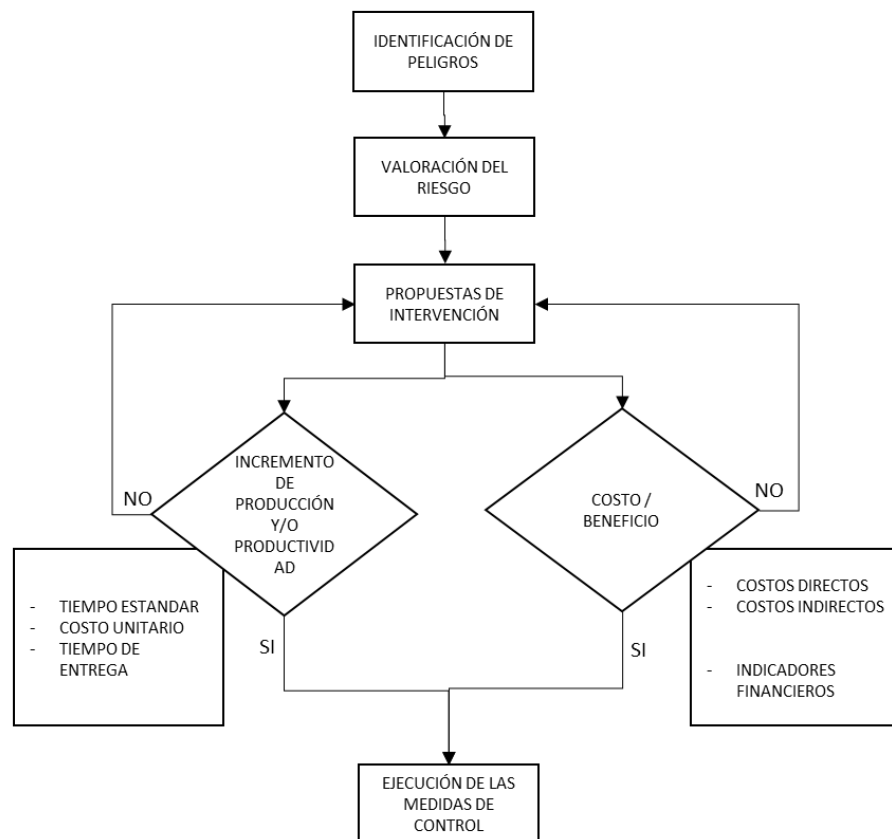 IDENTIFICACIÓN DE
PELIGROS
VALORACIÓN DEL
RIESGO
PROPUESTAS DE
INTERVENCIÓN
INCREMENTO
DE
PRODUCCIÓN
Y/O
PRODUCTIVID
AD
NO
SI
COSTO /
BENEFICIO
NO
SI
- TIEMPO ESTANDAR
- COSTO UNITARIO
- TIEMPO DE
ENTREGA
- COSTOS DIRECTOS
- COSTOS INDIRECTOS
- INDICADORES
FINANCIEROS
EJECUCIÓN DE LAS
MEDIDAS DE
CONTROL